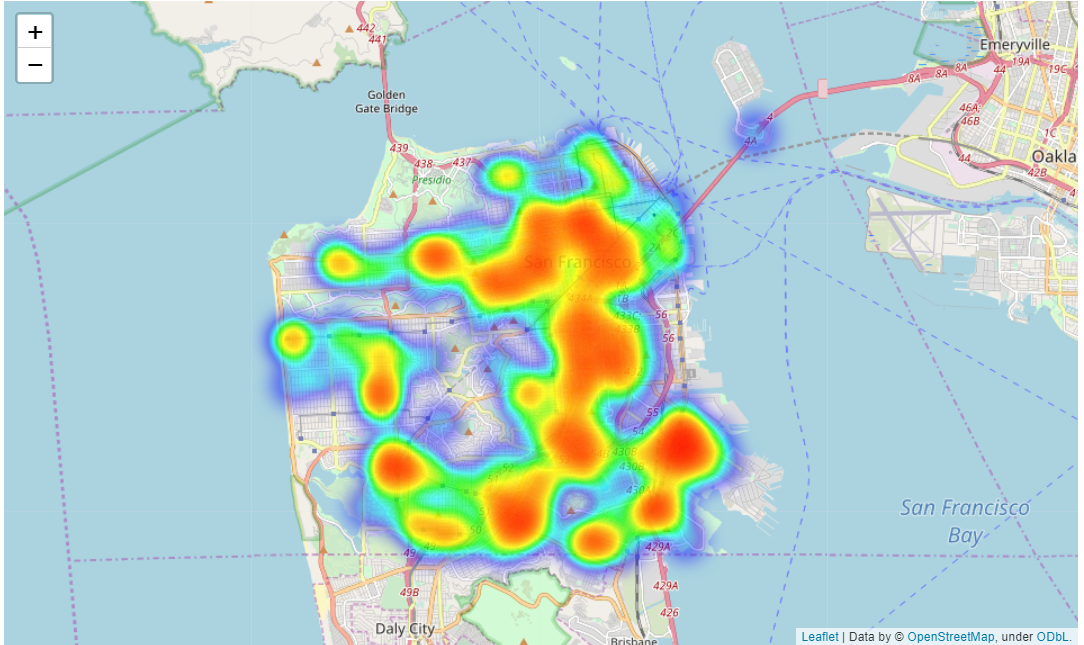 +
−
442
441
Emeryville
19A
44
19C
8A
8A
8A
Golden
Gate Bridge
46A,
46B
4
4A
1C
439
438
437
44
Oakla
42B
Presidio
2A
San Francisco
434A
433C
433B
56
56
55
54
430B
430A
49
429A
San Francisco
Bay
49B
429A
426
Daly City
Brisbane
Leaflet | Data by © OpenStreetMap, under ODbL.